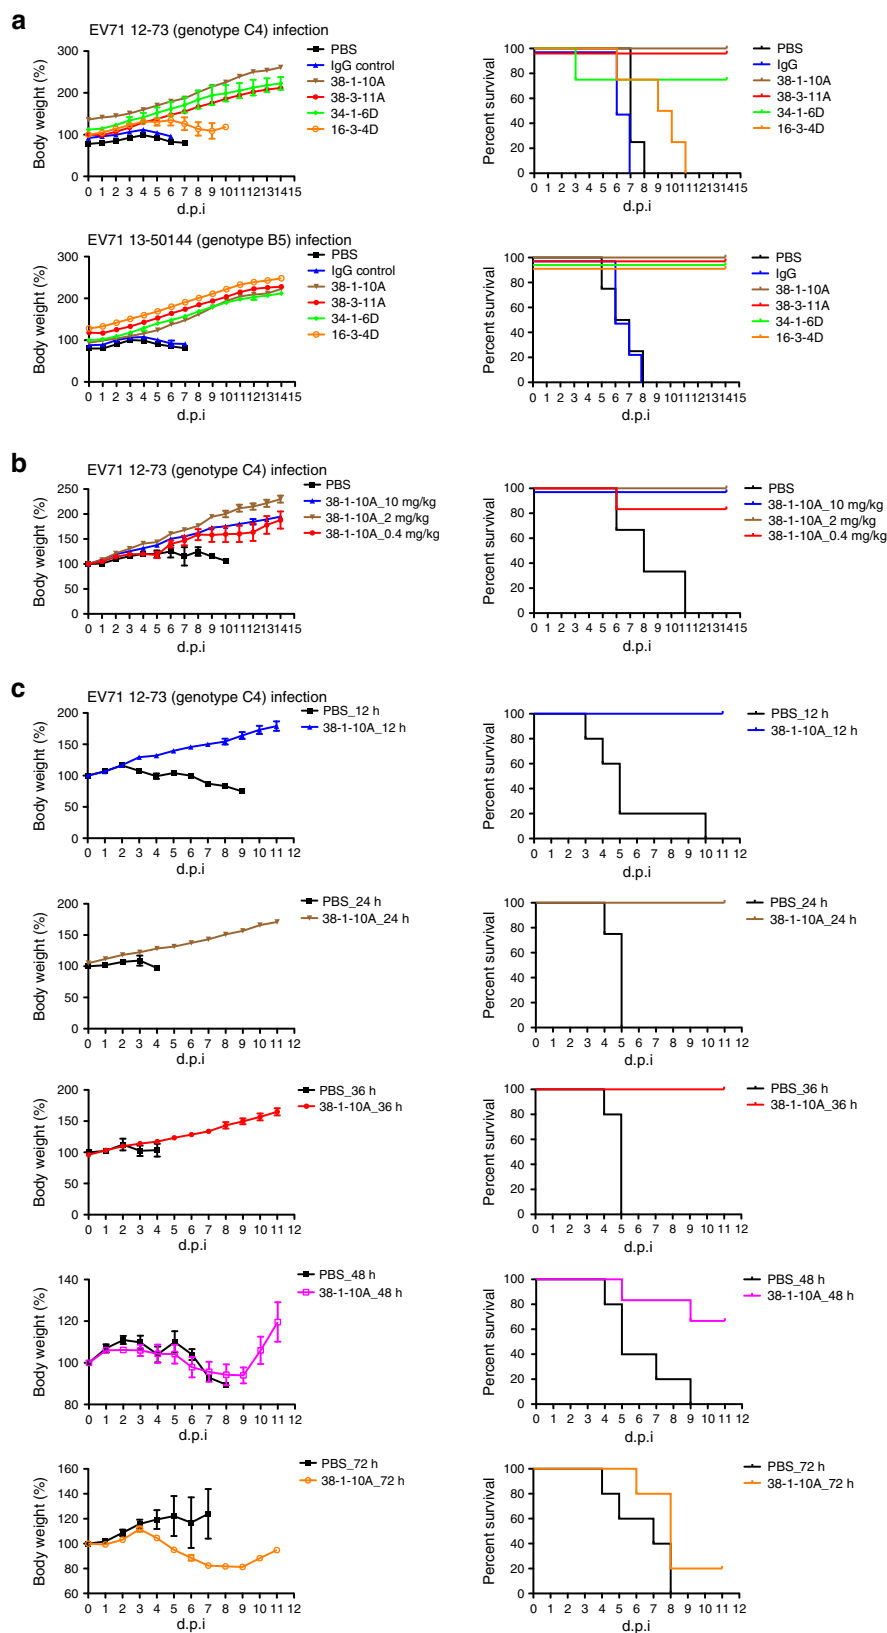 a
EV71 12-73 (genotype C4) infection
Body weight (%)
300
200
100
0
0 1 2 3 4 5 6 7 8 9 10 11 12 13 14 15
d.p.i
PBS
IgG control
38-1-10A
38-3-11A
34-1-6D
16-3-4D
Percent survival
100
80
60
40
20
0
0 1 2 3 4 5 6 7 8 9 10 11 12 13 14 15
d.p.i
PBS
IgG
38-1-10A
38-3-11A
34-1-6D
16-3-4D
EV71 13-50144 (genotype B5) infection
Body weight (%)
300
200
100
0
0 1 2 3 4 5 6 7 8 9 10 11 12 13 14 15
d.p.i
PBS
IgG control
38-1-10A
38-3-11A
34-1-6D
16-3-4D
Percent survival
100
80
60
40
20
0
0 1 2 3 4 5 6 7 8 9 10 11 12 13 14 15
d.p.i
PBS
IgG
38-1-10A
38-3-11A
34-1-6D
16-3-4D
b
EV71 12-73 (genotype C4) infection
Body weight (%)
250
200
150
100
50
0
0 1 2 3 4 5 6 7 8 9 10 11 12 13 14 15
d.p.i
PBS
38-1-10A_10 mg/kg
38-1-10A_2 mg/kg
38-1-10A_0.4 mg/kg
Percent survival
100
80
60
40
20
0
0 1 2 3 4 5 6 7 8 9 10 11 12 13 14 15
d.p.i
PBS
38-1-10A_10 mg/kg
38-1-10A_2 mg/kg
38-1-10A_0.4 mg/kg
c
EV71 12-73 (genotype C4) infection
Body weight (%)
200
150
100
50
0
0 1 2 3 4 5 6 7 8 9 10 11 12
d.p.i
PBS_12 h
38-1-10A_12 h
Percent survival
100
80
60
40
20
0
0 1 2 3 4 5 6 7 8 9 10 11 12
d.p.i
PBS_12 h
38-1-10A_12 h
Body weight (%)
200
150
100
50
0
0 1 2 3 4 5 6 7 8 9 10 11 12
d.p.i
PBS_24 h
38-1-10A_24 h
Percent survival
100
80
60
40
20
0
0 1 2 3 4 5 6 7 8 9 10 11 12
d.p.i
PBS_24 h
38-1-10A_24 h
Body weight (%)
200
150
100
50
0
0 1 2 3 4 5 6 7 8 9 10 11 12
d.p.i
PBS_36 h
38-1-10A_36 h
Percent survival
100
80
60
40
20
0
0 1 2 3 4 5 6 7 8 9 10 11 12
d.p.i
PBS_36 h
38-1-10A_36 h
Body weight (%)
140
120
100
80
0 1 2 3 4 5 6 7 8 9 10 11 12
d.p.i
PBS_48 h
38-1-10A_48 h
Percent survival
100
80
60
40
20
0
0 1 2 3 4 5 6 7 8 9 10 11 12
d.p.i
PBS_48 h
38-1-10A_48 h
Body weight (%)
160
140
120
100
80
60
0 1 2 3 4 5 6 7 8 9 10 11 12
d.p.i
PBS_72 h
38-1-10A_72 h
Percent survival
100
80
60
40
20
0
0 1 2 3 4 5 6 7 8 9 10 11 12
d.p.i
PBS_72 h
38-1-10A_72 h